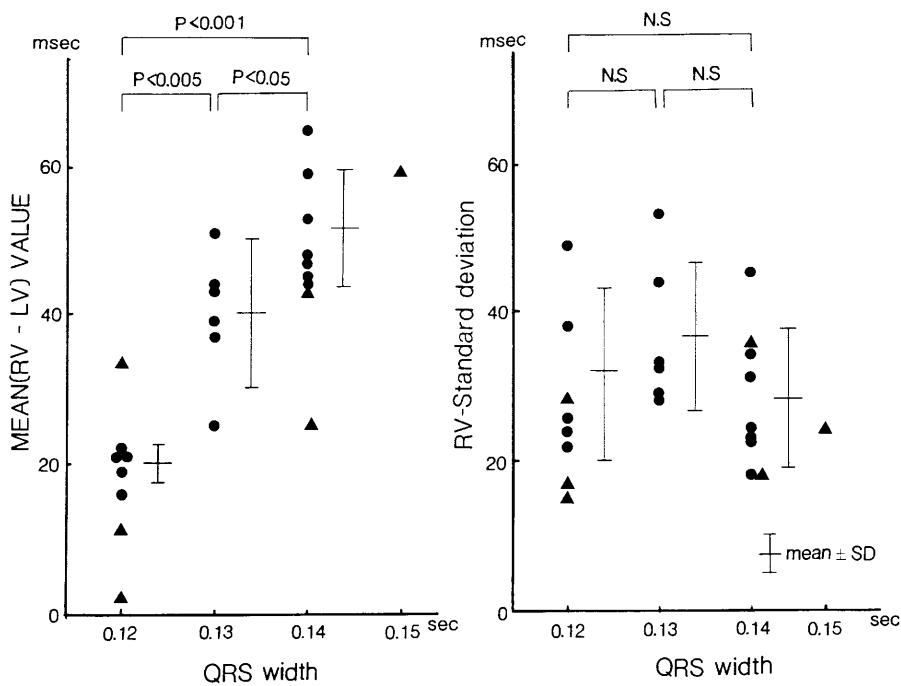 msec
P<0.001
P<0.005
P<0.05
60
40
20
0
MEAN(RV - LV) VALUE
0.12
0.13
0.14
0.15
sec
QRS width
msec
N.S
N.S
N.S
60
40
20
0
RV-Standard deviation
mean ± SD
0.12
0.13
0.14
0.15
sec
QRS width